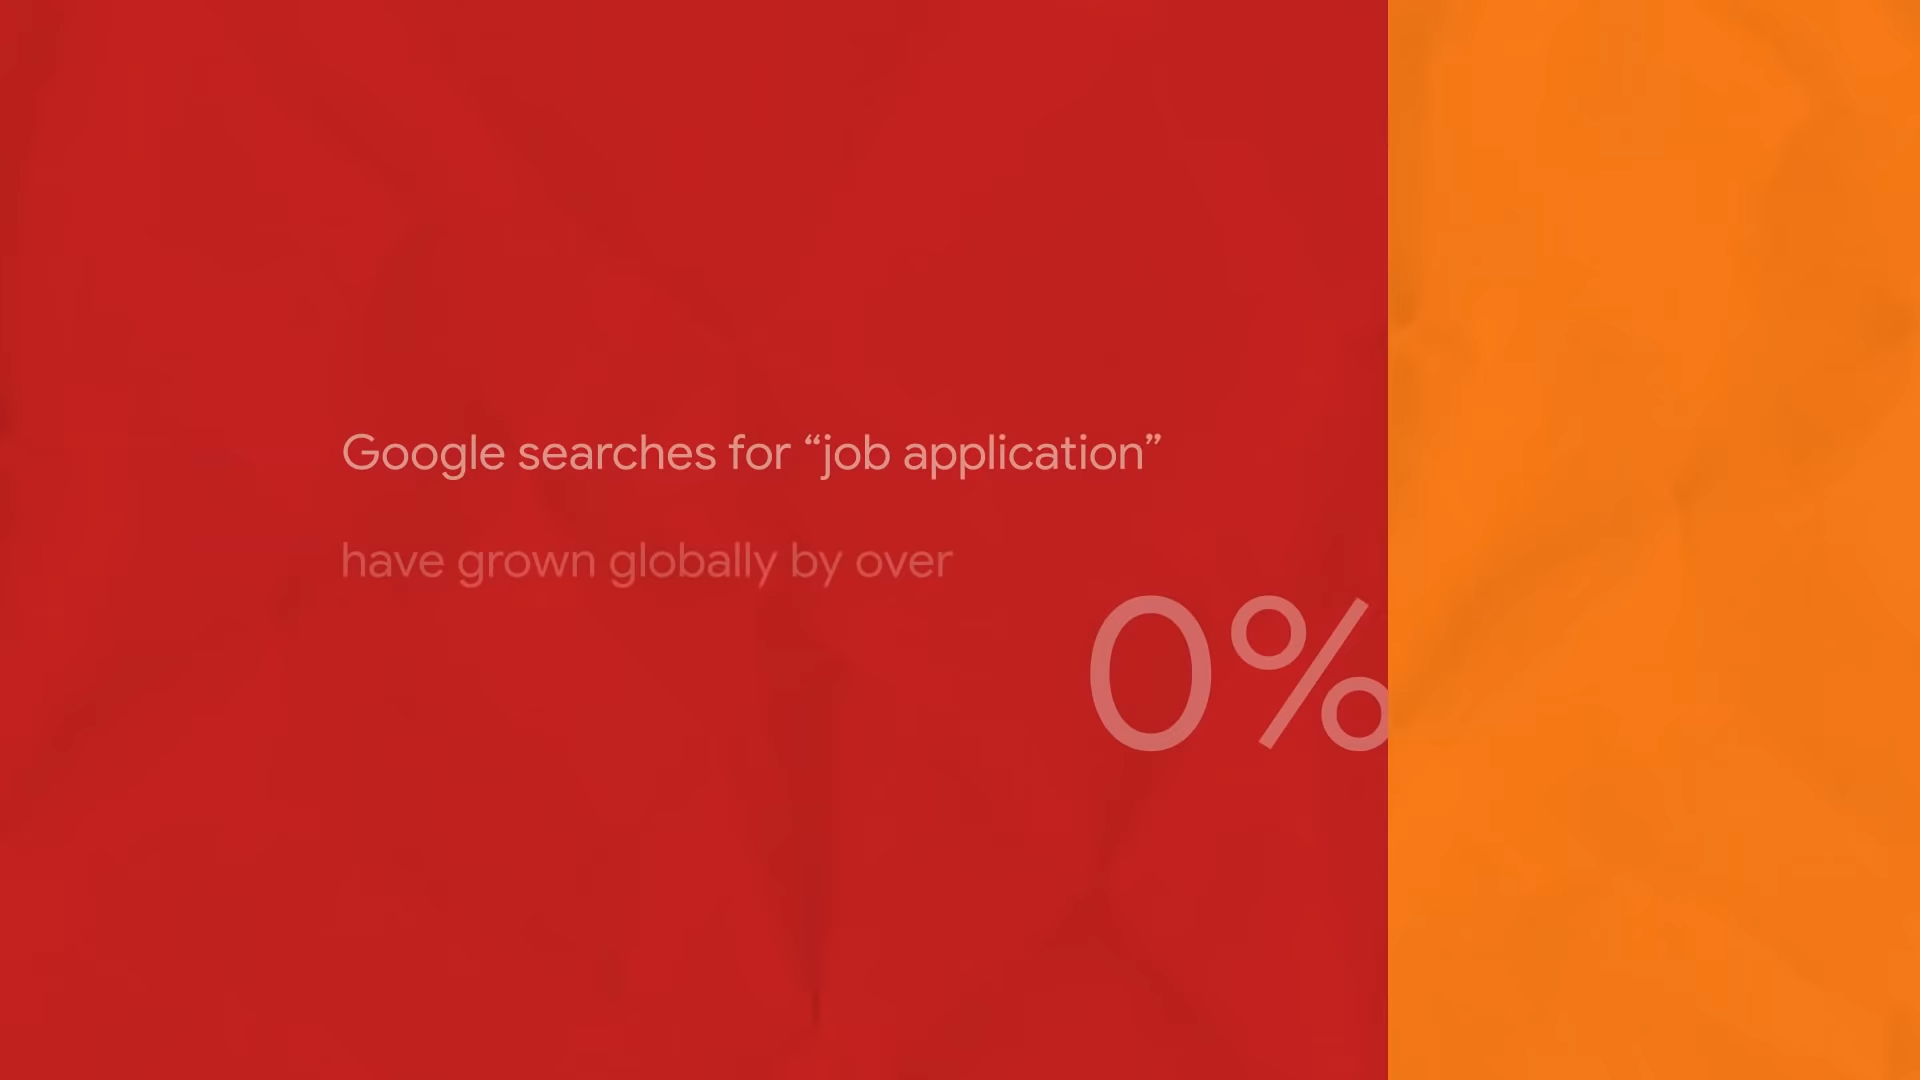 Google searches for “job application”
have grown globally by over
0%